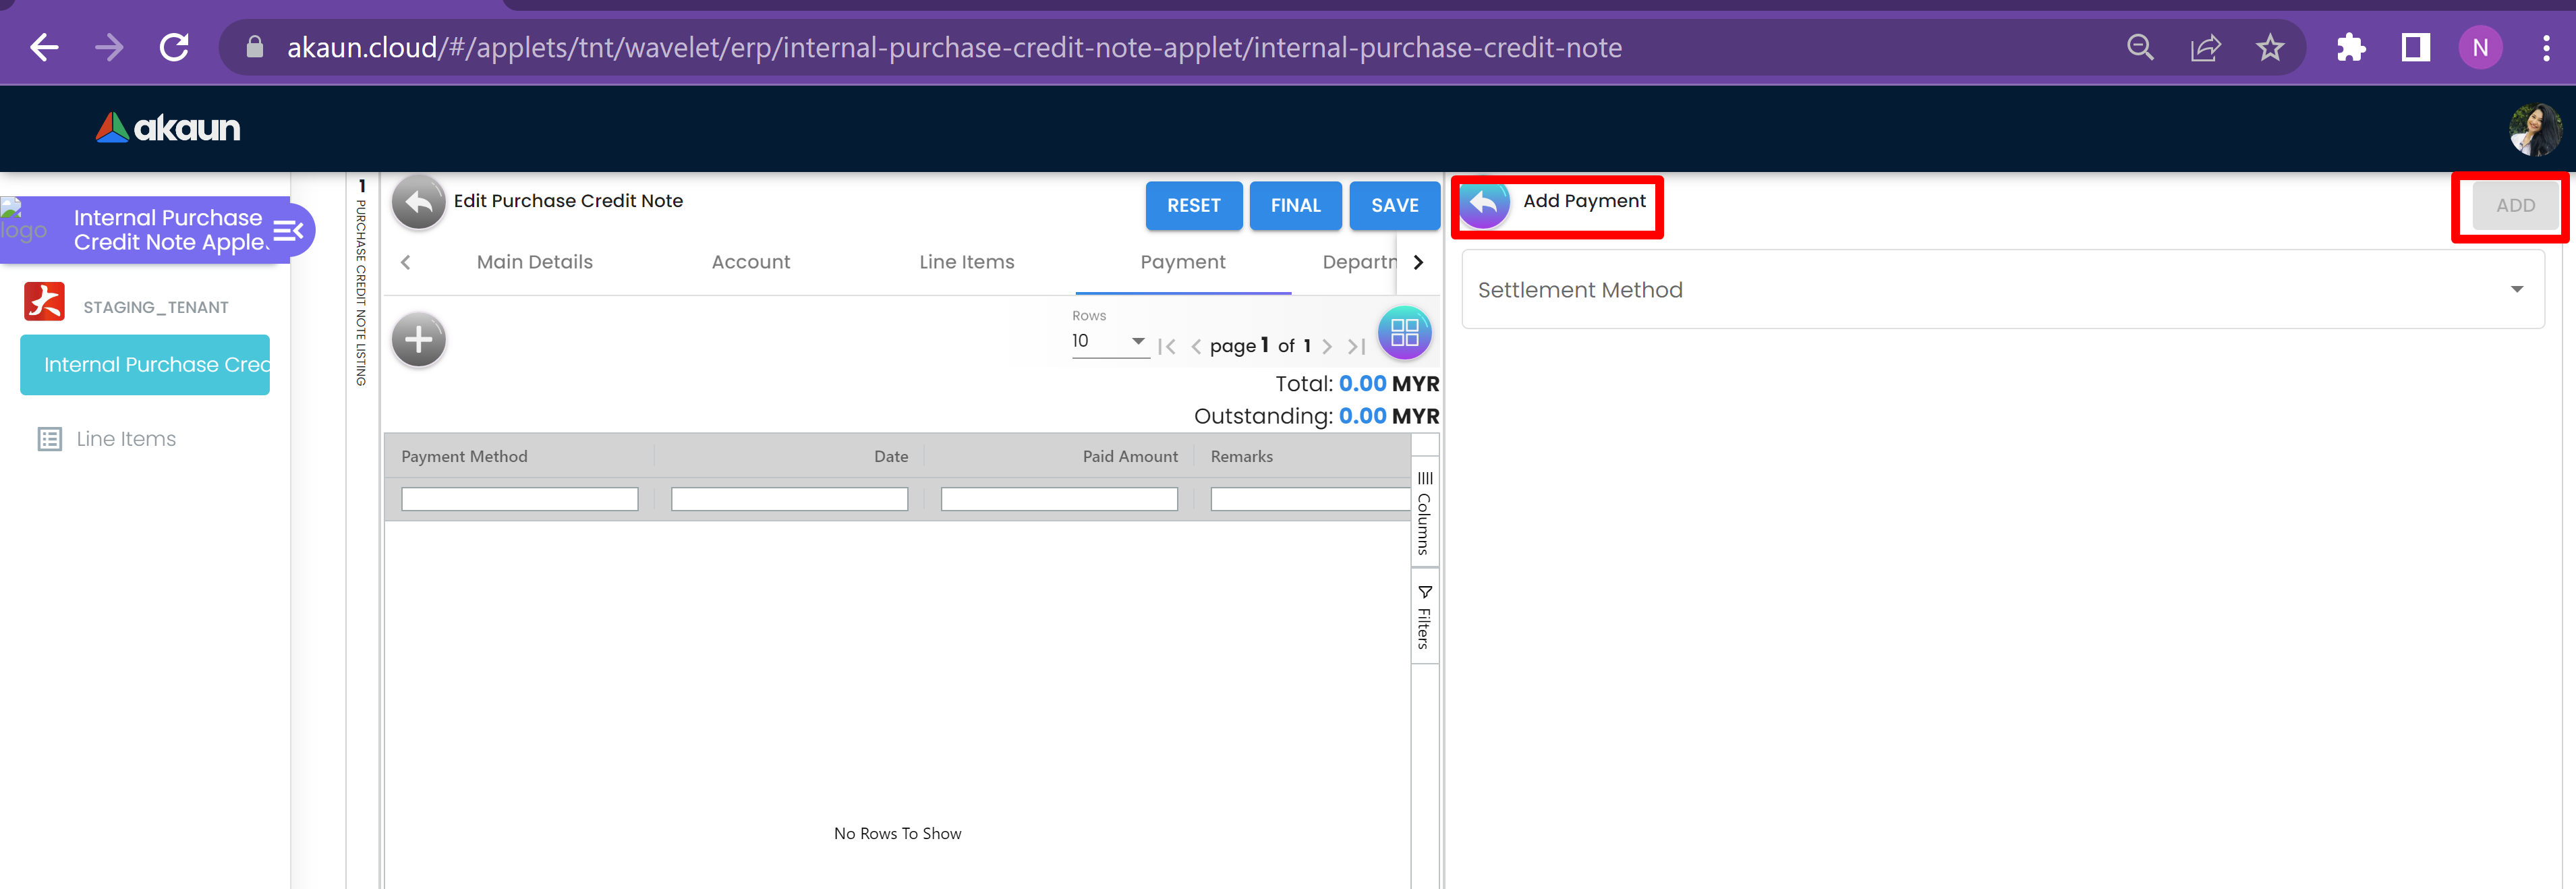 akaun.cloud/#/applets/tnt/wavelet/erp/internal-purchase-credit-note-applet/internal-purchase-credit-note
N
akaun
logo
Internal Purchase
Credit Note Apple.
STAGING_TENANT
Internal Purchase Cred
Line Items
1 PURCHASE CREDIT NOTE LISTING
Edit Purchase Credit Note
RESET
FINAL
SAVE
Main Details
Account
Line Items
Payment
Departn
Rows
10
page 1 of 1
Total: 0.00 MYR
Outstanding: 0.00 MYR
Payment Method
Date
Paid Amount
Remarks
Columns
Filters
No Rows To Show
Add Payment
ADD
Settlement Method